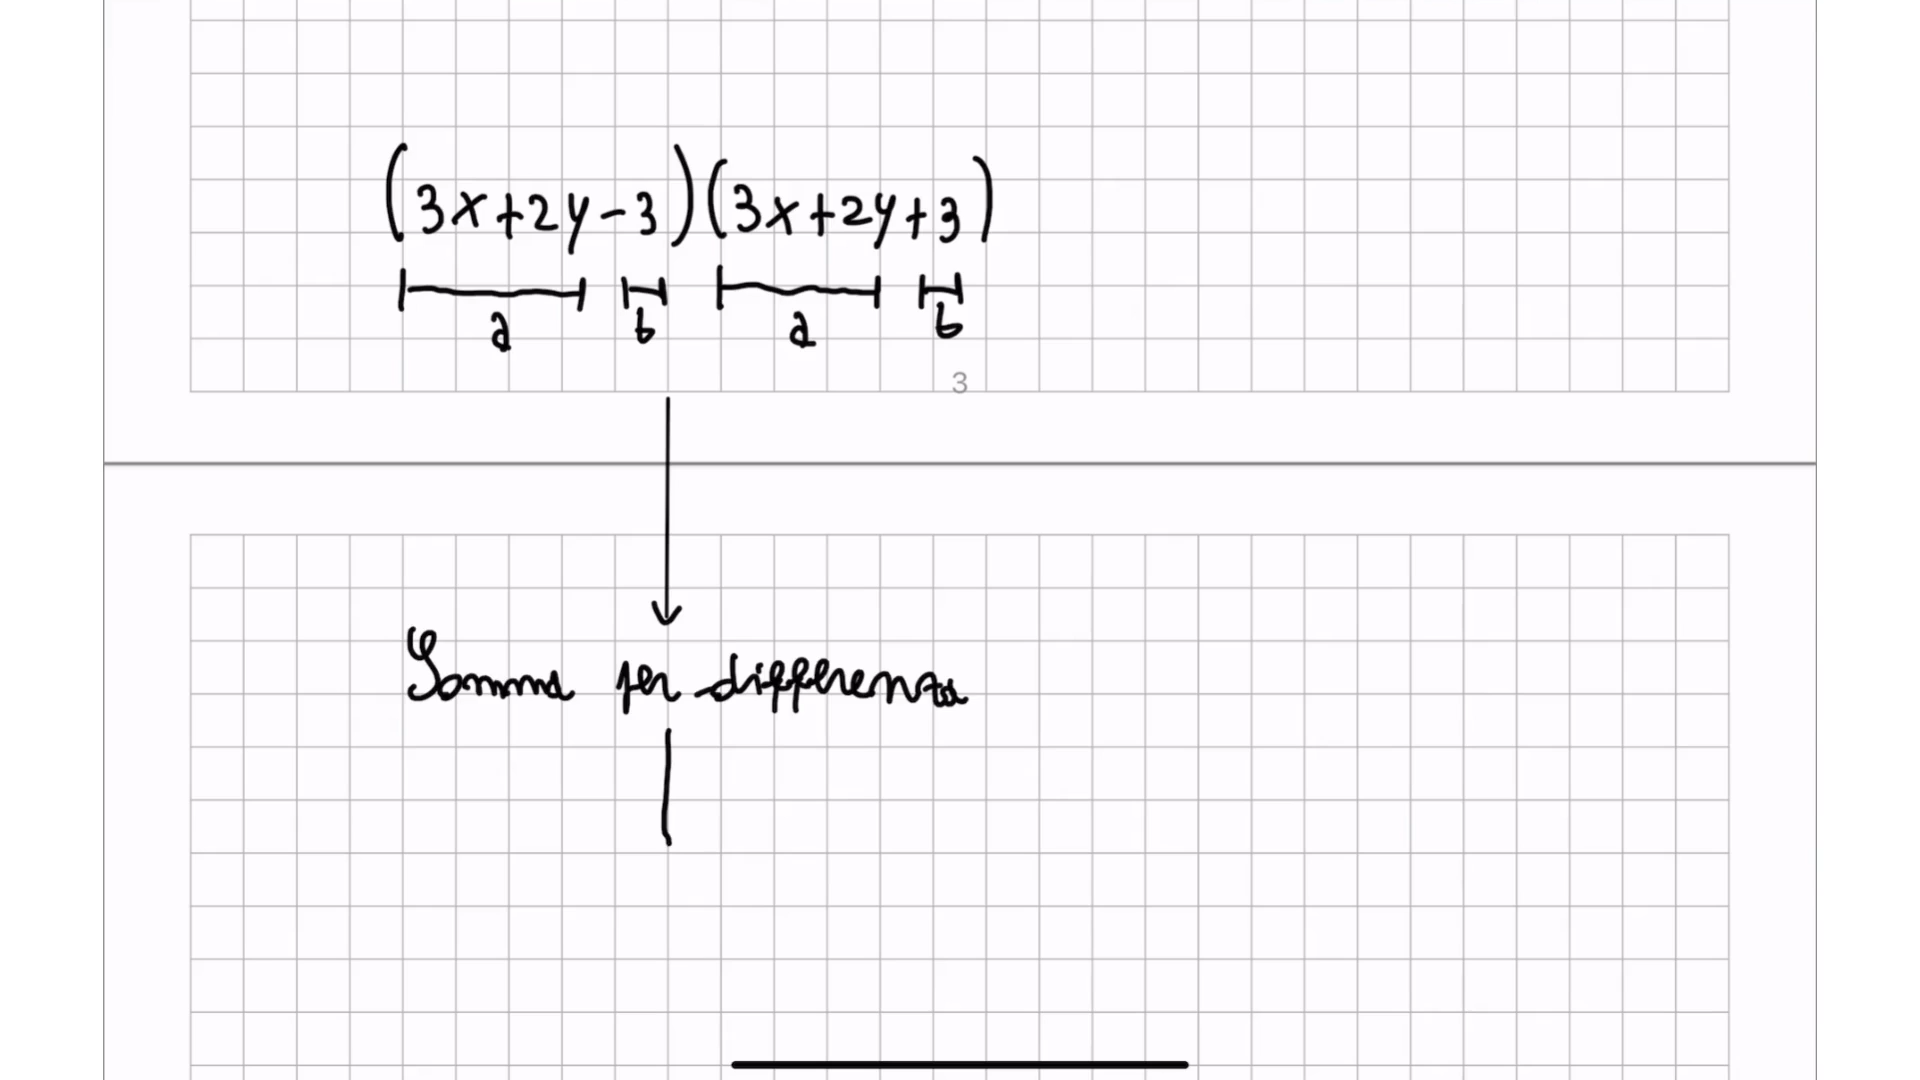 (3x+2y-3)(3x+2y+3)
a b a b
3
Somma per differenza